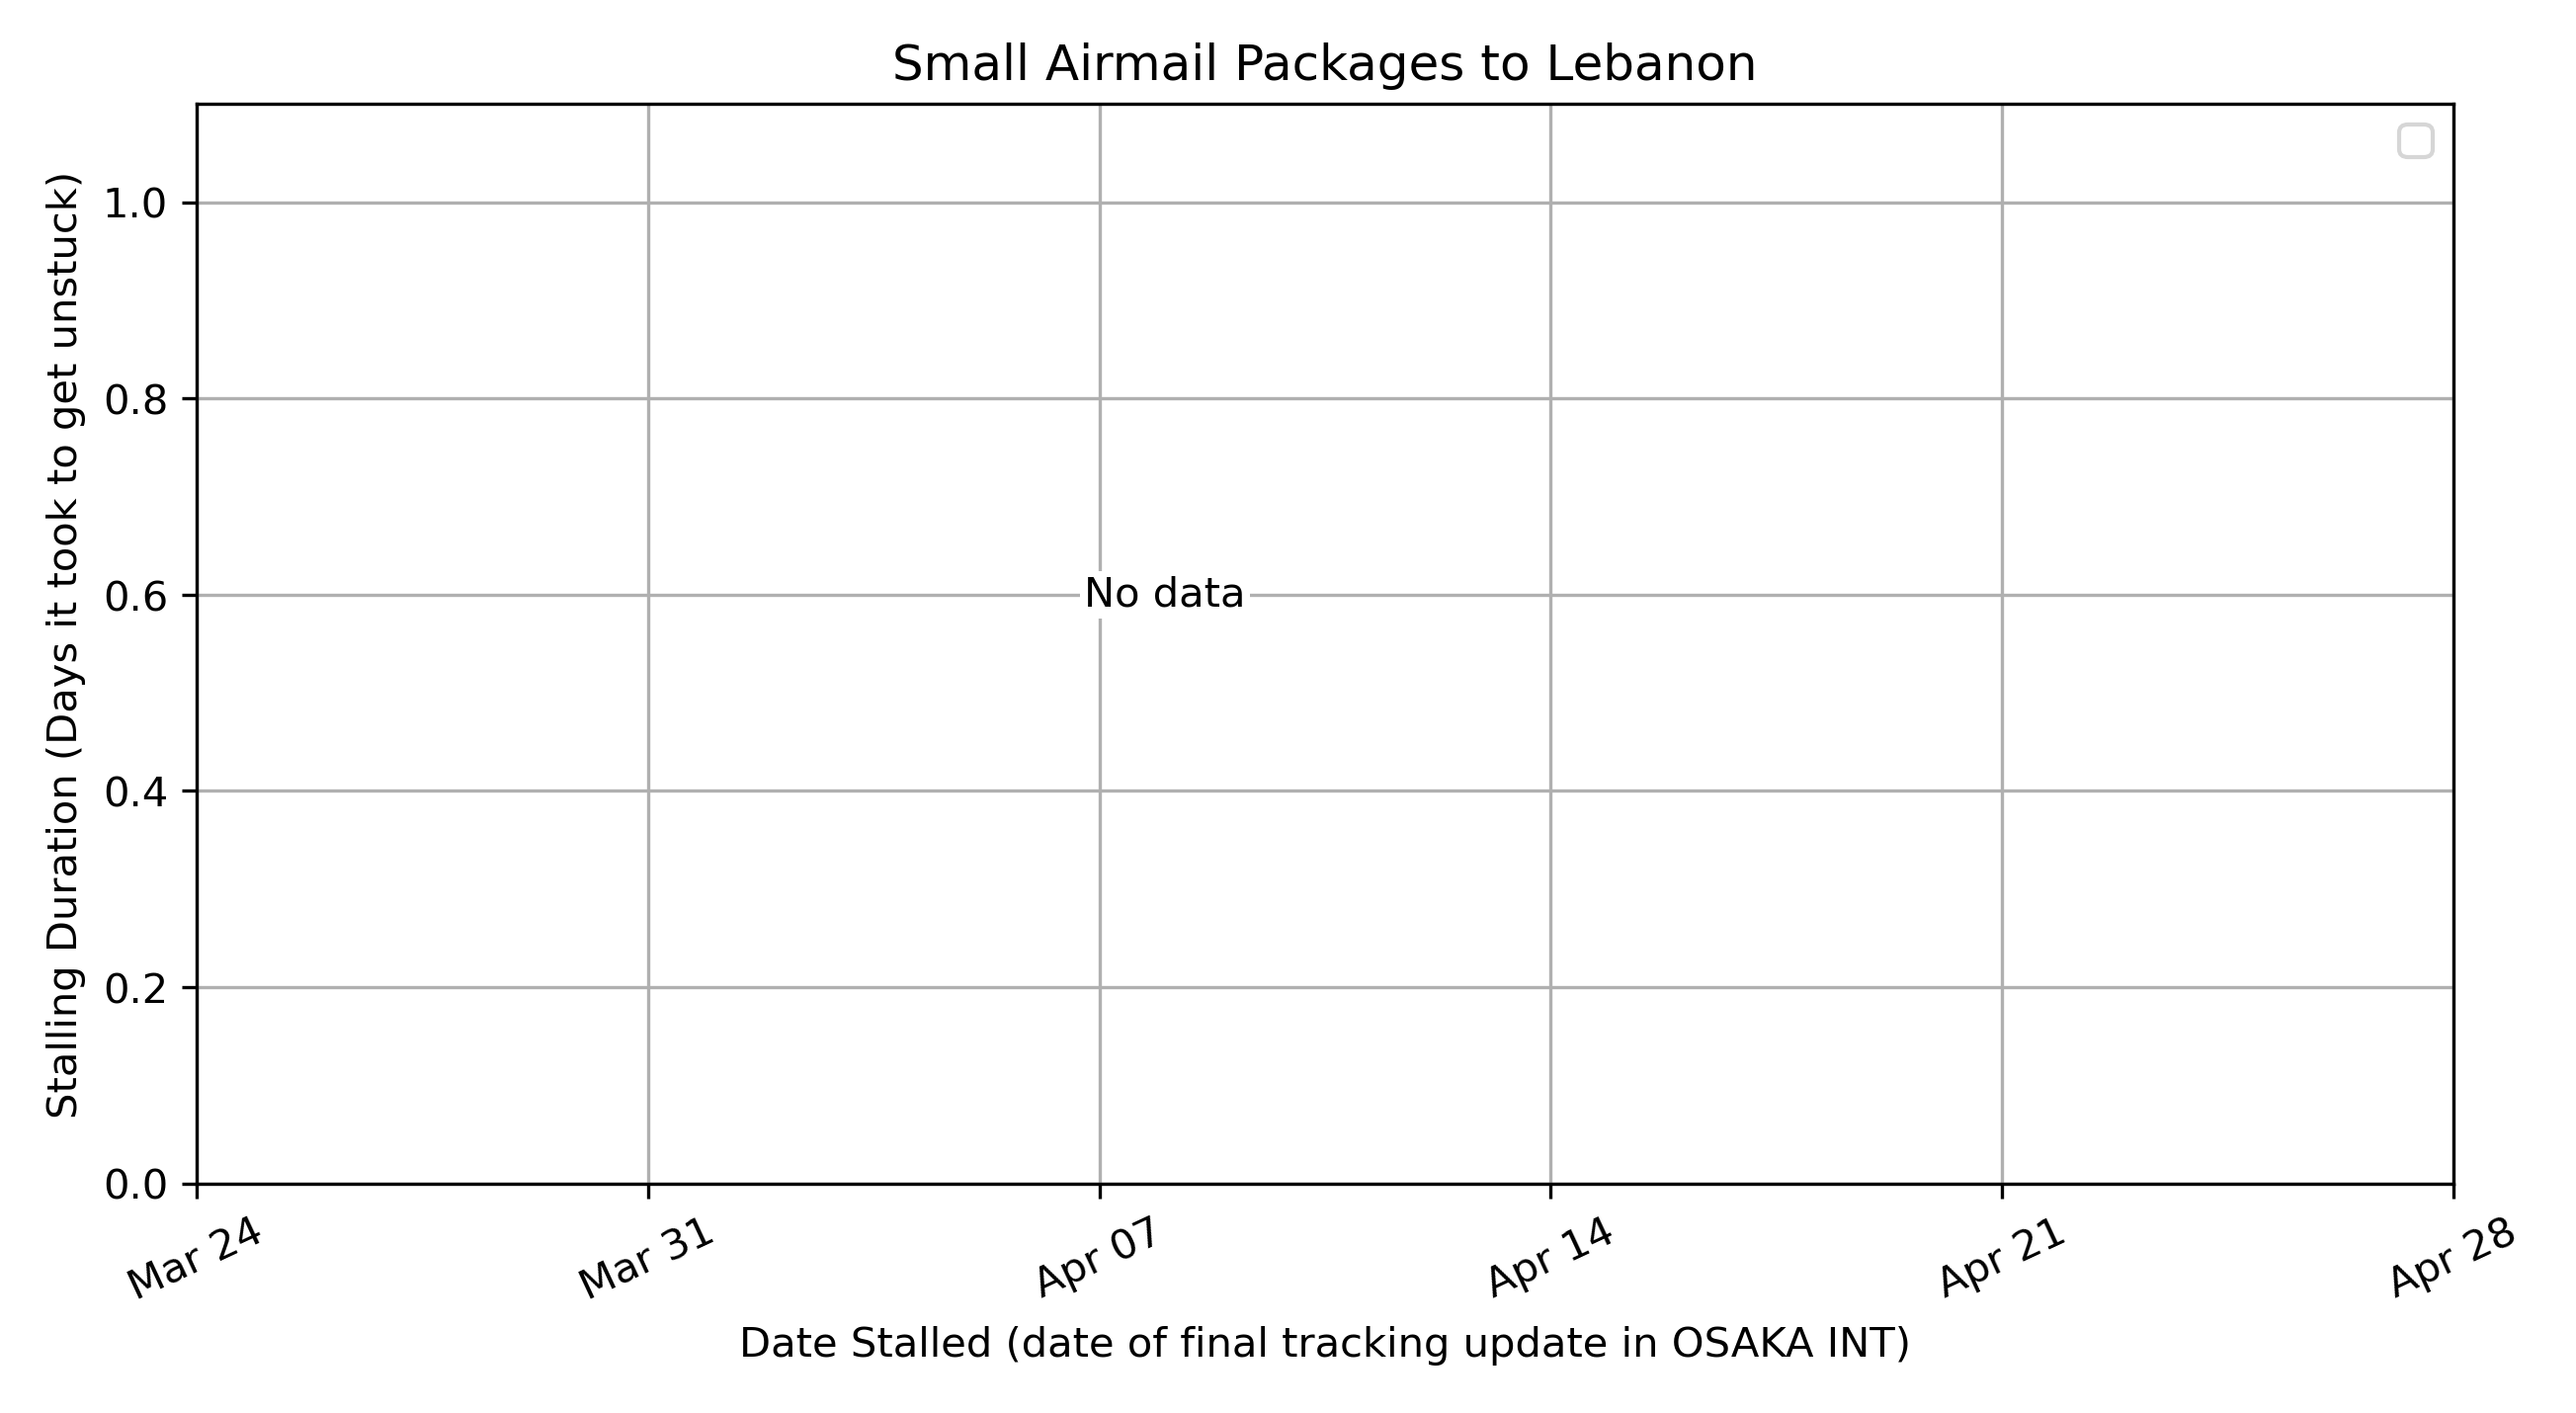 Small Airmail Packages to Lebanon
Stalling Duration (Days it took to get unstuck)
1.0
0.8
0.6
0.4
0.2
0.0
No data
Mar 24
Mar 31
Apr 07
Apr 14
Apr 21
Apr 28
Date Stalled (date of final tracking update in OSAKA INT)